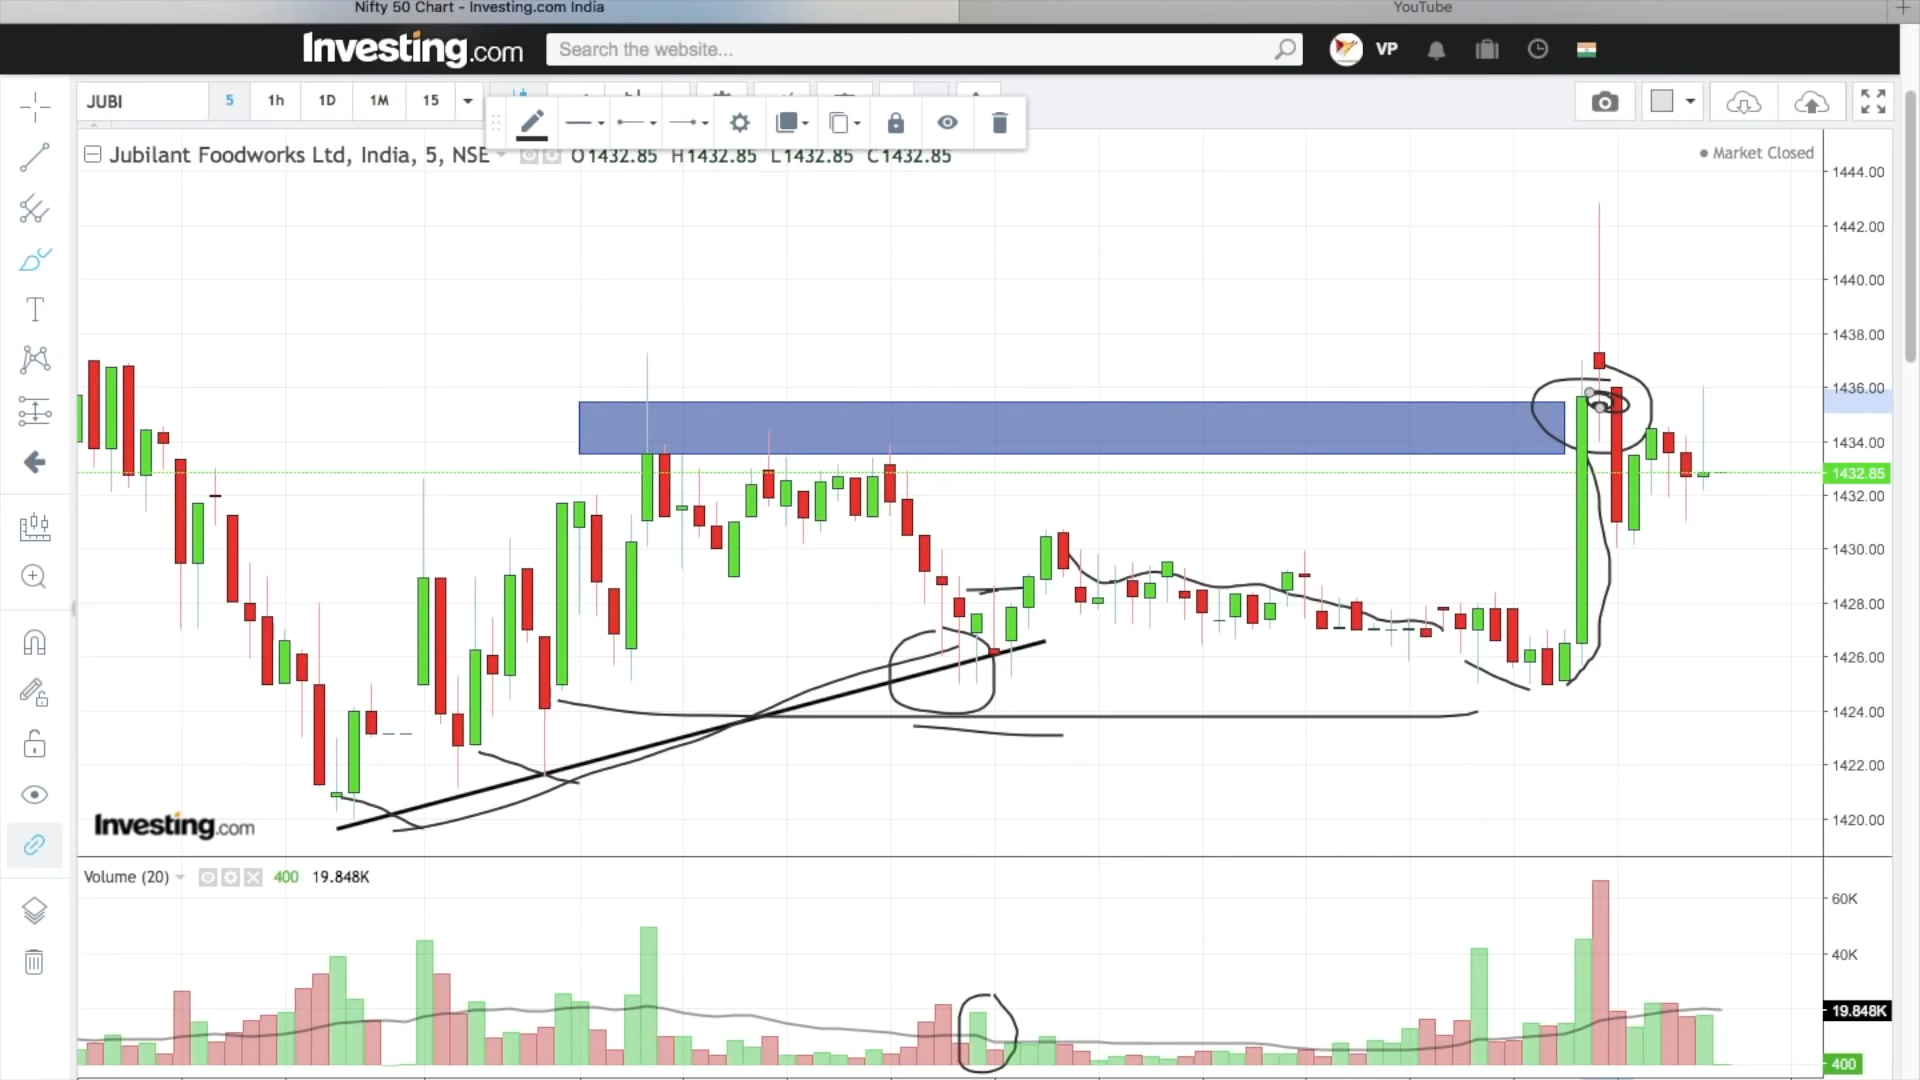 Nifty 50 Chart - Investing.com India
YouTube
Investing.com
Search the website...
VP
JUBI
5
1h
1D
1M
15
Jubilant Foodworks Ltd, India, 5, NSE
O1432.85 H1432.85 L1432.85 C1432.85
Market Closed
1444.00
1442.00
1440.00
1438.00
1436.00
1434.00
1432.85
1432.00
1430.00
1428.00
1426.00
1424.00
1422.00
1420.00
Investing.com
Volume (20)
400
19.848K
60K
40K
19.848K
400